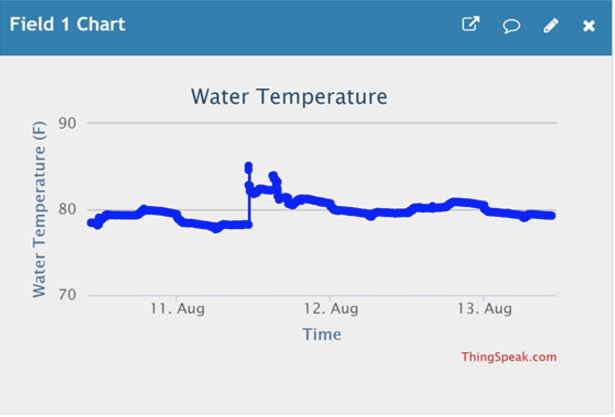 Field 1 Chart
Water Temperature
Water Temperature (F)
90
80
70
11. Aug
12. Aug
13. Aug
Time
ThingSpeak.com